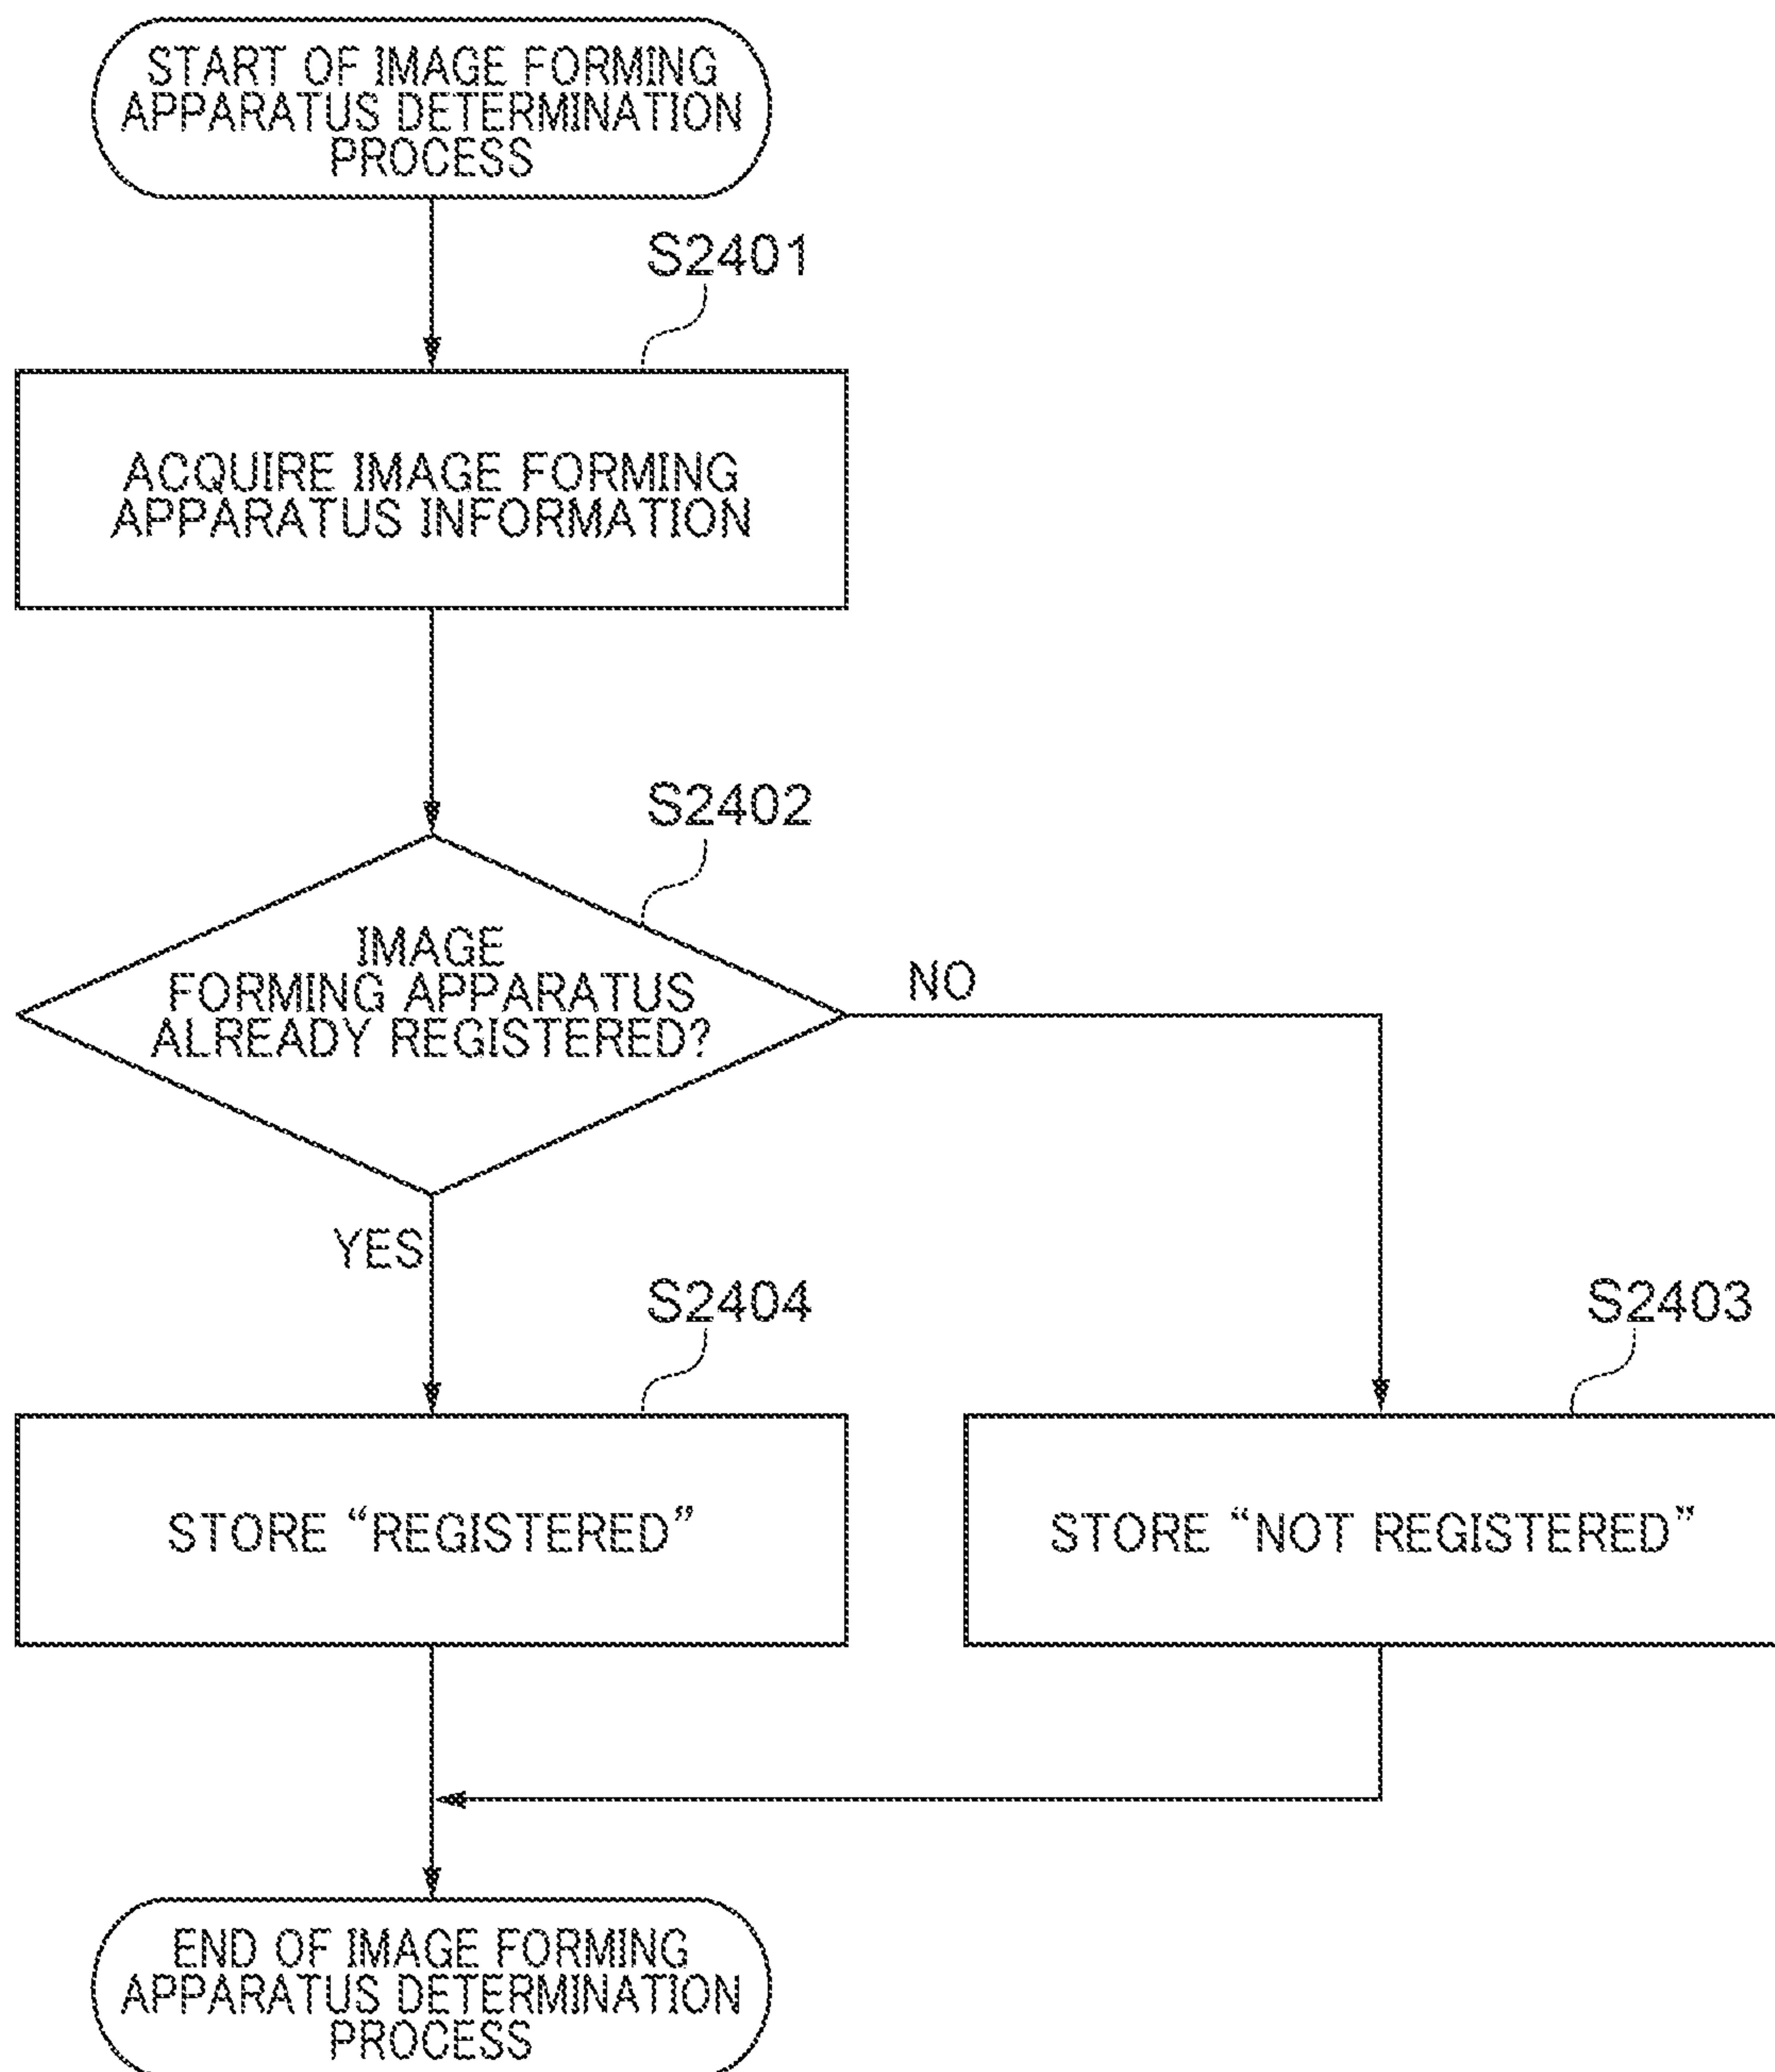 START OF IMAGE FORMING
APPARATUS DETERMINATION
PROCESS
S2401
ACQUIRE IMAGE FORMING
APPARATUS INFORMATION
S2402
IMAGE
FORMING APPARATUS
ALREADY REGISTERED?
NO
YES
S2404
S2403
STORE “REGISTERED”
STORE “NOT REGISTERED”
END OF IMAGE FORMING
APPARATUS DETERMINATION
PROCESS